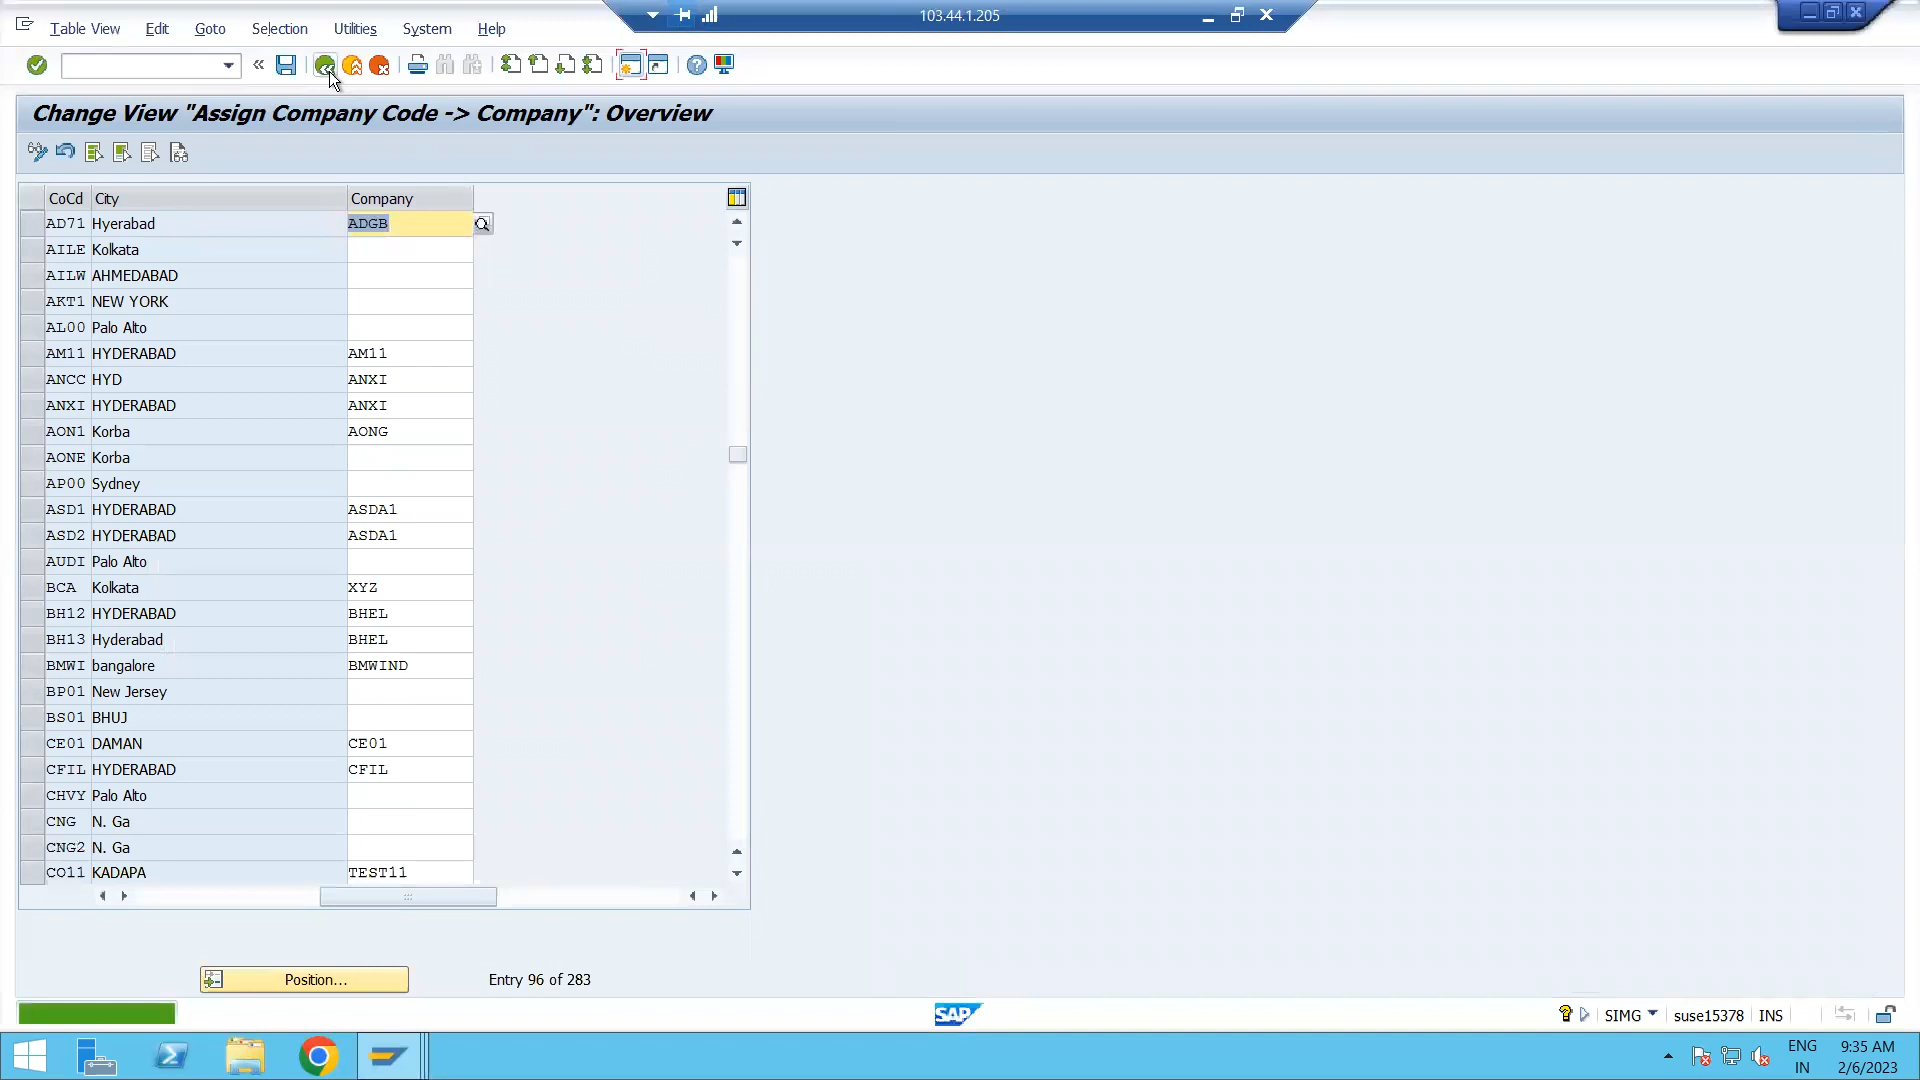 103.44.1.205
Table View Edit Goto Selection Utilities System Help
Change View "Assign Company Code -> Company": Overview
CoCd City Company
AD71 Hyerabad ADGB
AILE Kolkata
AILW AHMEDABAD
AKT1 NEW YORK
AL00 Palo Alto
AM11 HYDERABAD AM11
ANCC HYD ANXI
ANXI HYDERABAD ANXI
AON1 Korba AONG
AONE Korba
AP00 Sydney
ASD1 HYDERABAD ASDA1
ASD2 HYDERABAD ASDA1
AUDI Palo Alto
BCA Kolkata XYZ
BH12 HYDERABAD BHEL
BH13 Hyderabad BHEL
BMWI bangalore BMWIND
BP01 New Jersey
BS01 BHUJ
CE01 DAMAN CE01
CFIL HYDERABAD CFIL
CHVY Palo Alto
CNG N. Ga
CNG2 N. Ga
CO11 KADAPA TEST11
Position... Entry 96 of 283
SAP SIMG suse15378 INS
ENG 9:35 AM
IN 2/6/2023